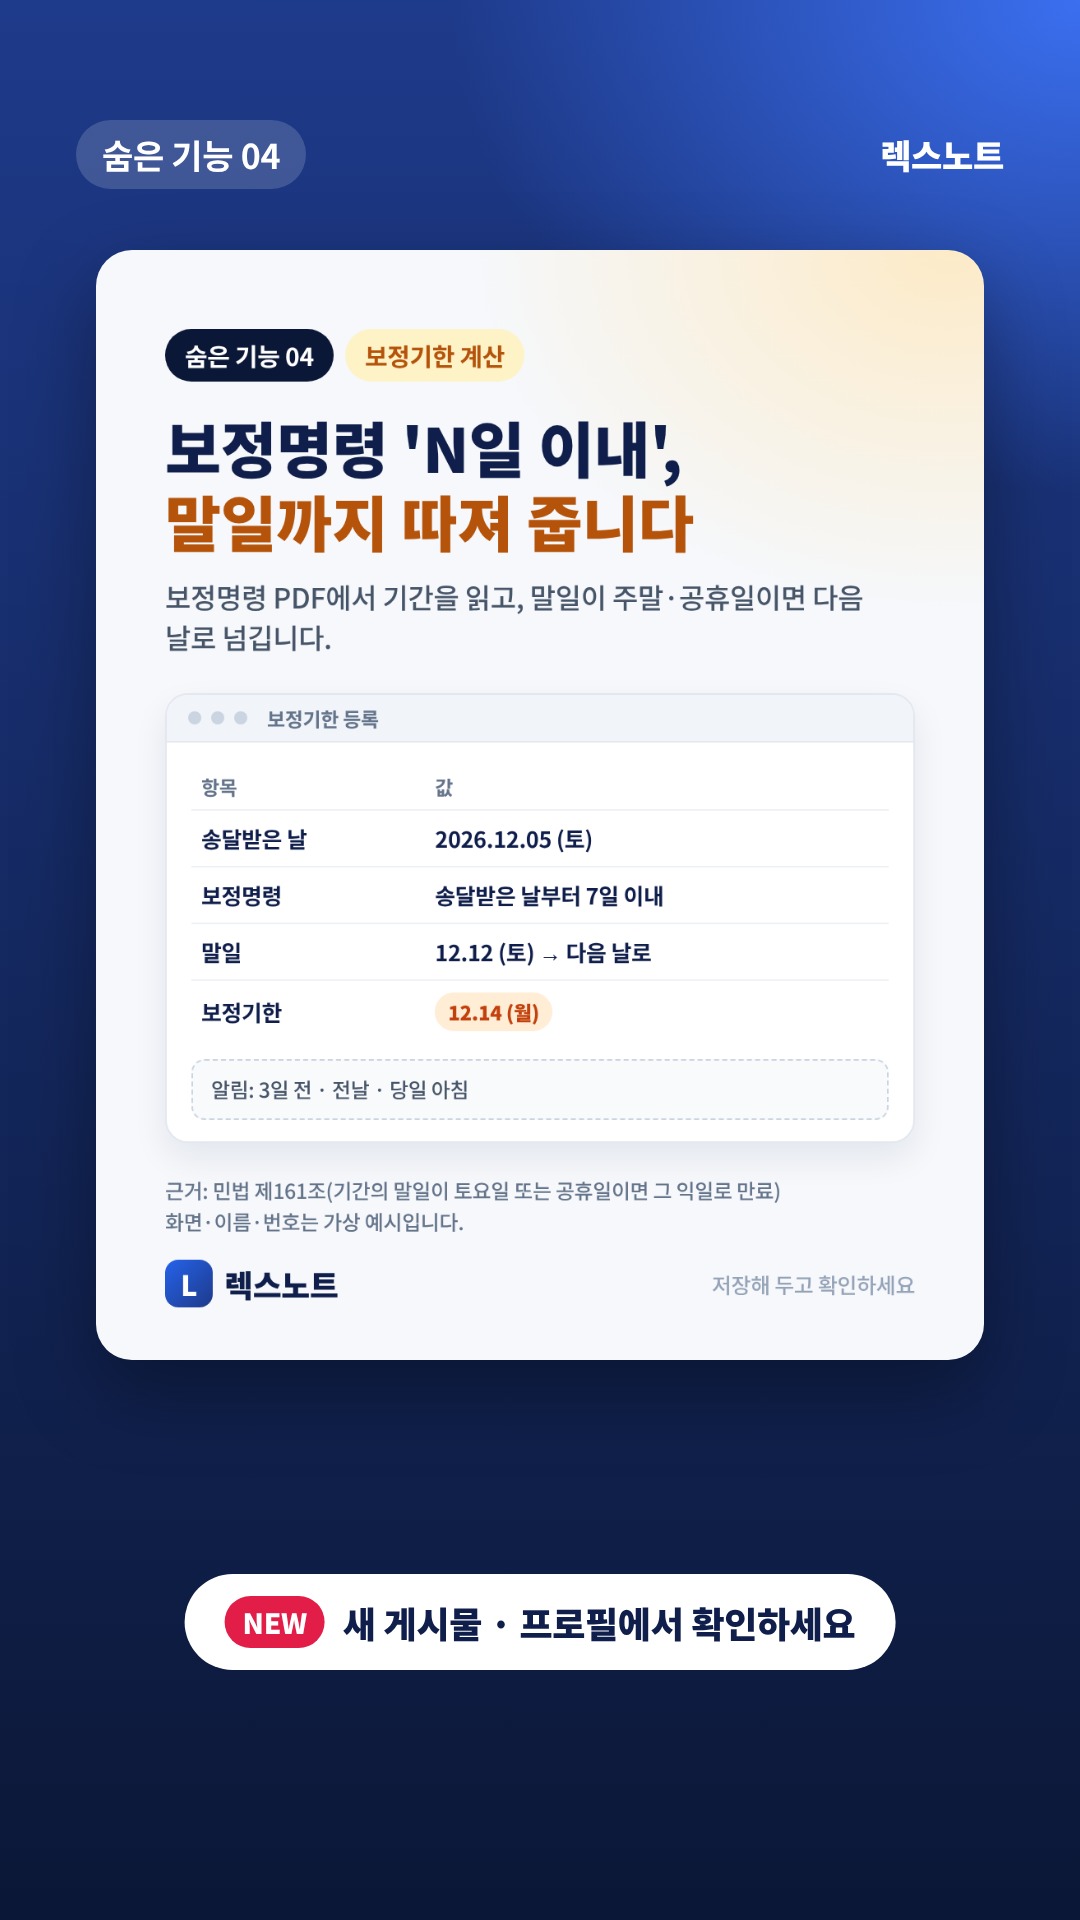 숨은 기능 04
렉스노트
숨은 기능 04 보정기한 계산
보정명령 'N일 이내',
말일까지 따져 줍니다
보정명령 PDF에서 기간을 읽고, 말일이 주말·공휴일이면 다음
날로 넘깁니다.
보정기한 등록
항목 값
송달받은 날 2026.12.05 (토)
보정명령 송달받은 날부터 7일 이내
말일 12.12 (토) → 다음 날로
보정기한 12.14 (월)
알림: 3일 전 · 전날 · 당일 아침
근거: 민법 제161조(기간의 말일이 토요일 또는 공휴일이면 그 익일로 만료)
화면·이름·번호는 가상 예시입니다.
L 렉스노트
저장해 두고 확인하세요
NEW 새 게시물 · 프로필에서 확인하세요